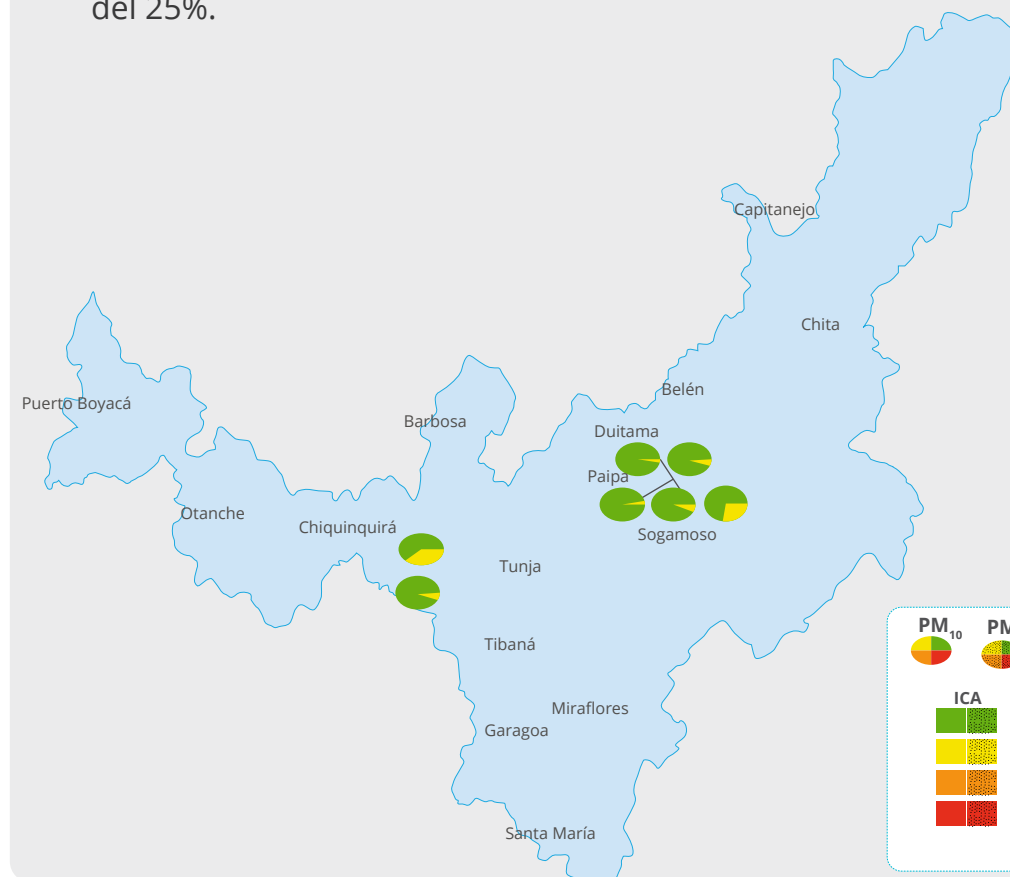 del 25%.
Capitanejo
Chita
Belén
Puerto Boyacá
Barbosa
Duitama
Paipa
Otanche
Chiquinquirá
Sogamoso
Tunja
Tibaná
Miraflores
Garagoa
Santa María
PM10 PM
ICA